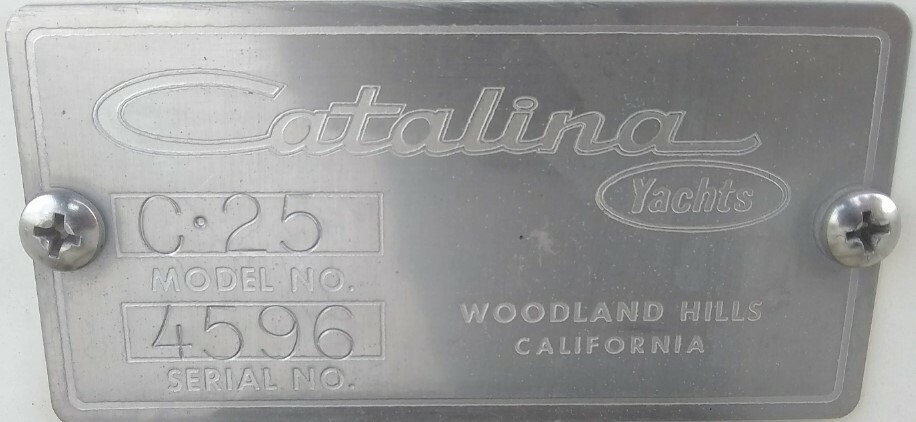 Catalina
Yachts
C·25
MODEL NO.
4596
SERIAL NO.
WOODLAND HILLS
CALIFORNIA